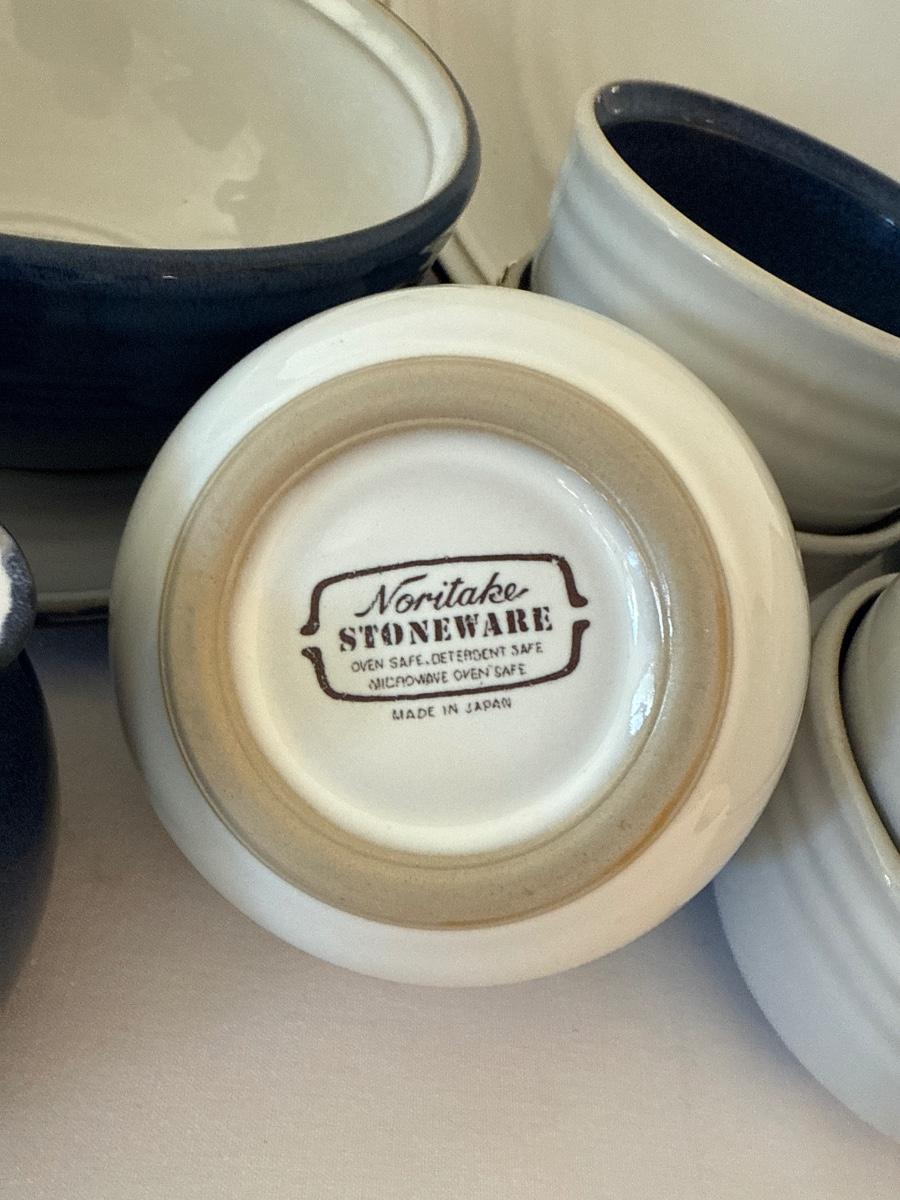 Noritake
STONEWARE
OVEN SAFE.DETERGENT SAFE
MICROWAVE OVEN SAFE
MADE IN JAPAN